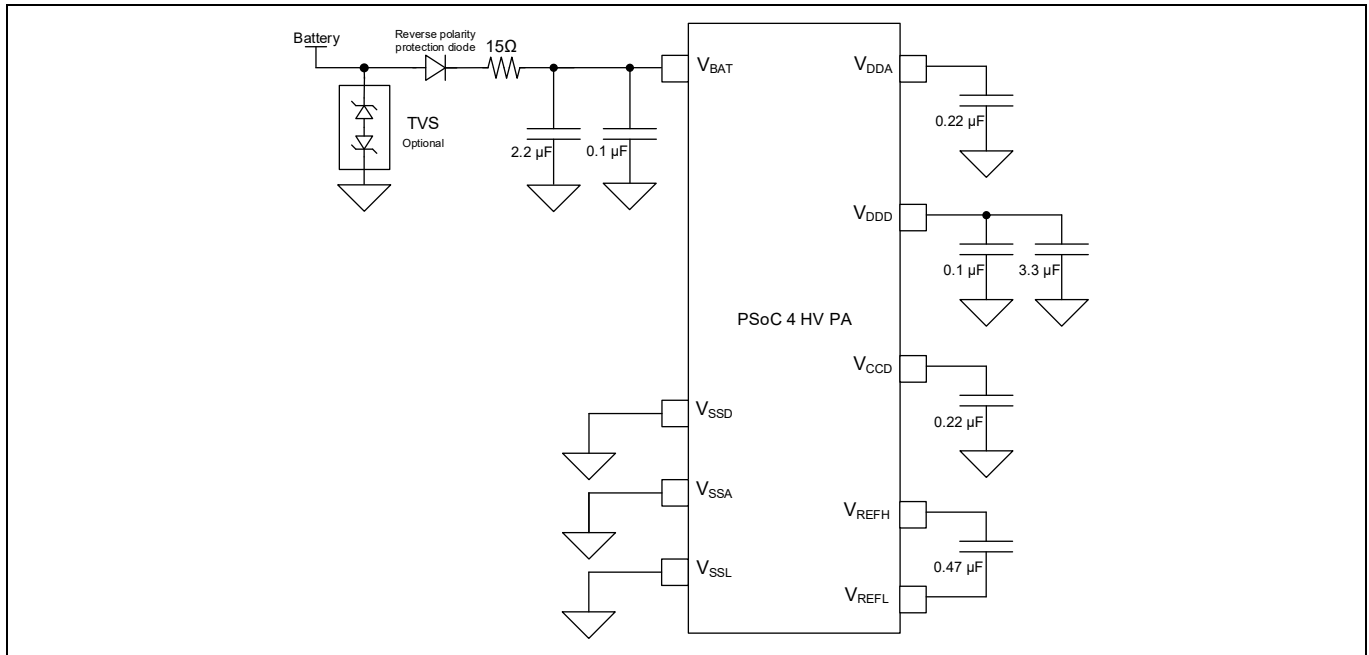 Battery
Reverse polarity
protection diode
15Ω
TVS
Optional
2.2 µF
0.1 µF
VBAT
VSSD
VSSA
VSSL
PSoC 4 HV PA
VDDA
0.22 µF
VDDD
0.1 µF
3.3 µF
VCCD
0.22 µF
VREFH
0.47 µF
VREFL